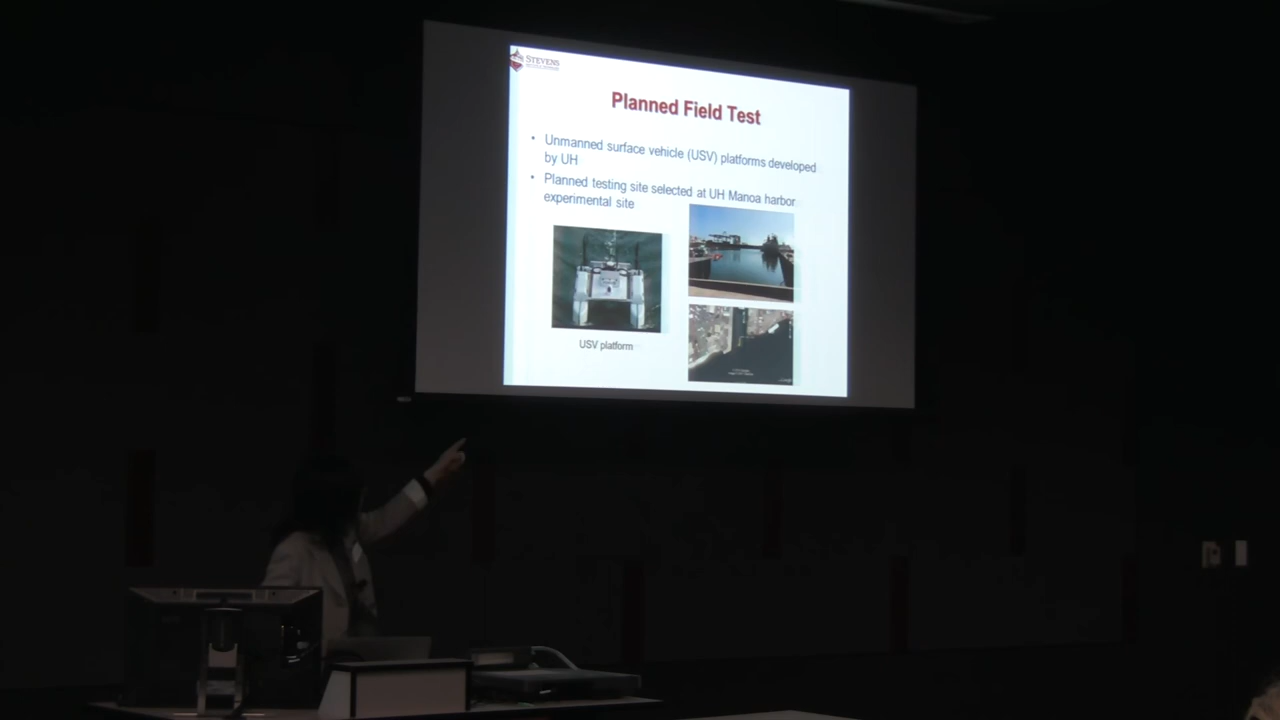 STEVENS
Planned Field Test
• Unmanned surface vehicle (USV) platforms developed
by UH
• Planned testing site selected at UH Manoa harbor
experimental site
USV platform